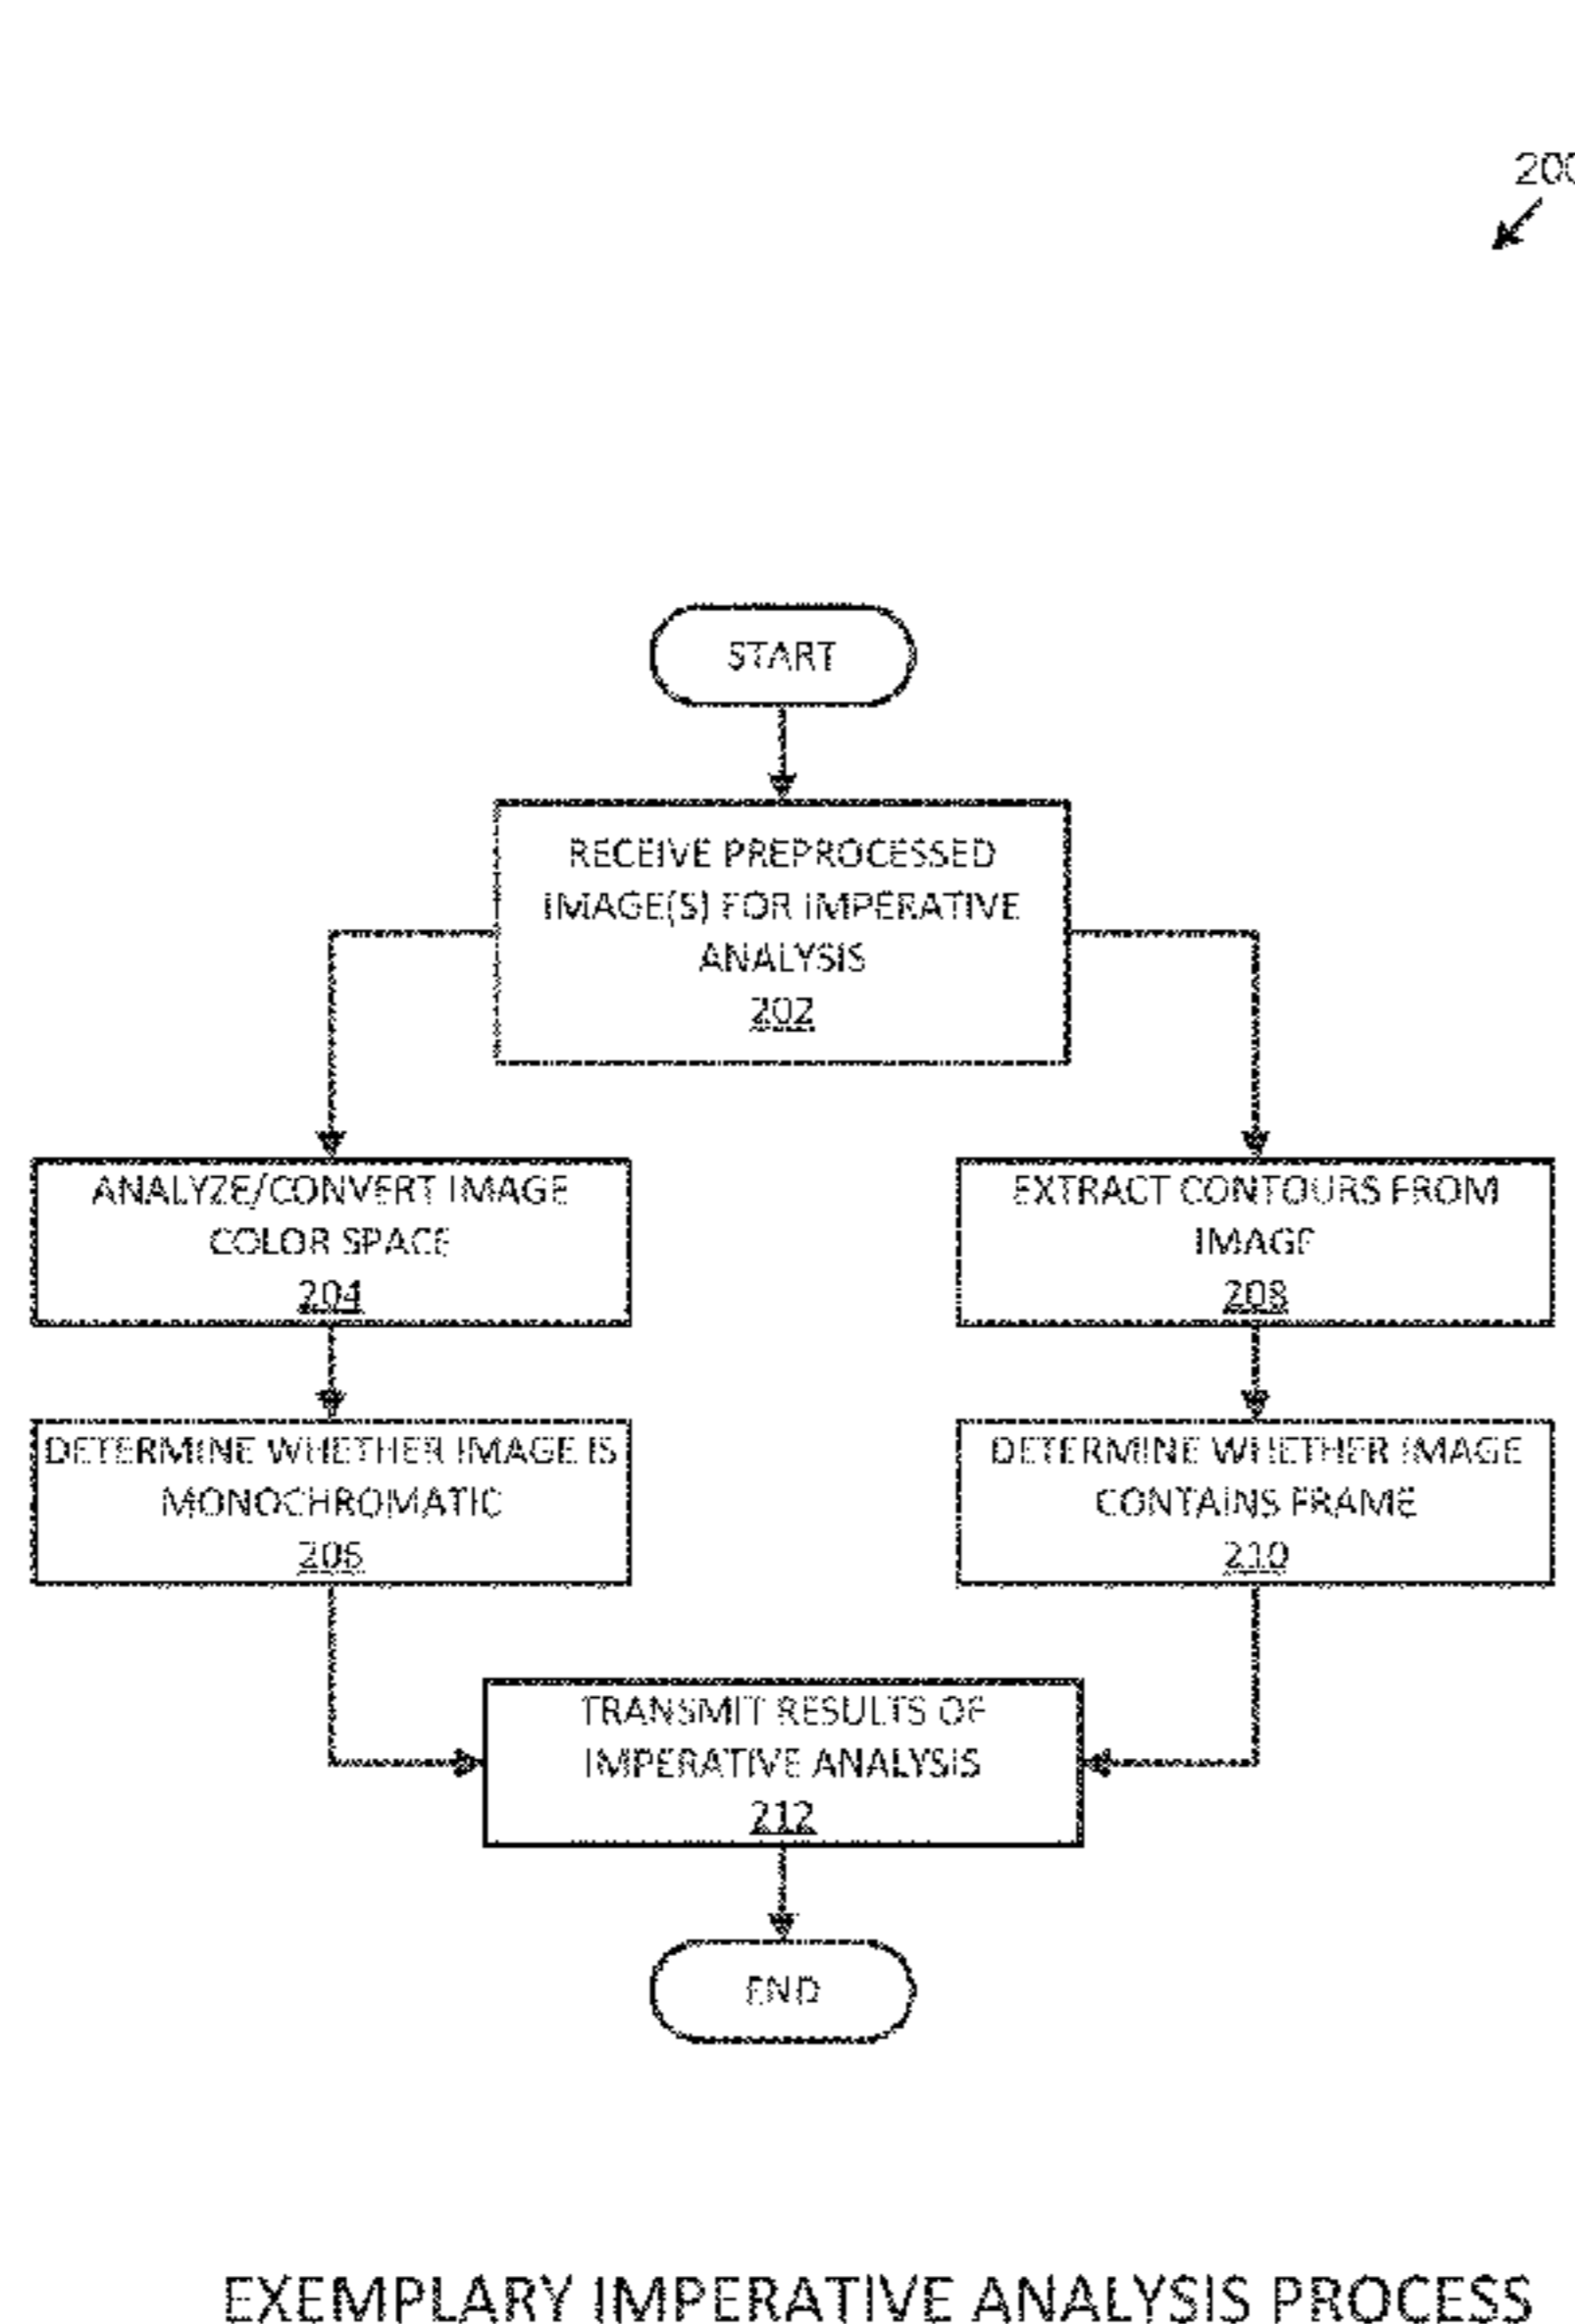 200
START
RECEIVE PREPROCESSED
IMAGE(S) FOR IMPERATIVE
ANALYSIS
202
ANALYZE/CONVERT IMAGE
COLOR SPACE
204
EXTRACT CONTOURS FROM
IMAGE
208
DETERMINE WHETHER IMAGE IS
MONOCHROMATIC
206
DETERMINE WHETHER IMAGE
CONTAINS FRAME
210
TRANSMIT RESULTS OF
IMPERATIVE ANALYSIS
212
END
EXEMPLARY IMPERATIVE ANALYSIS PROCESS